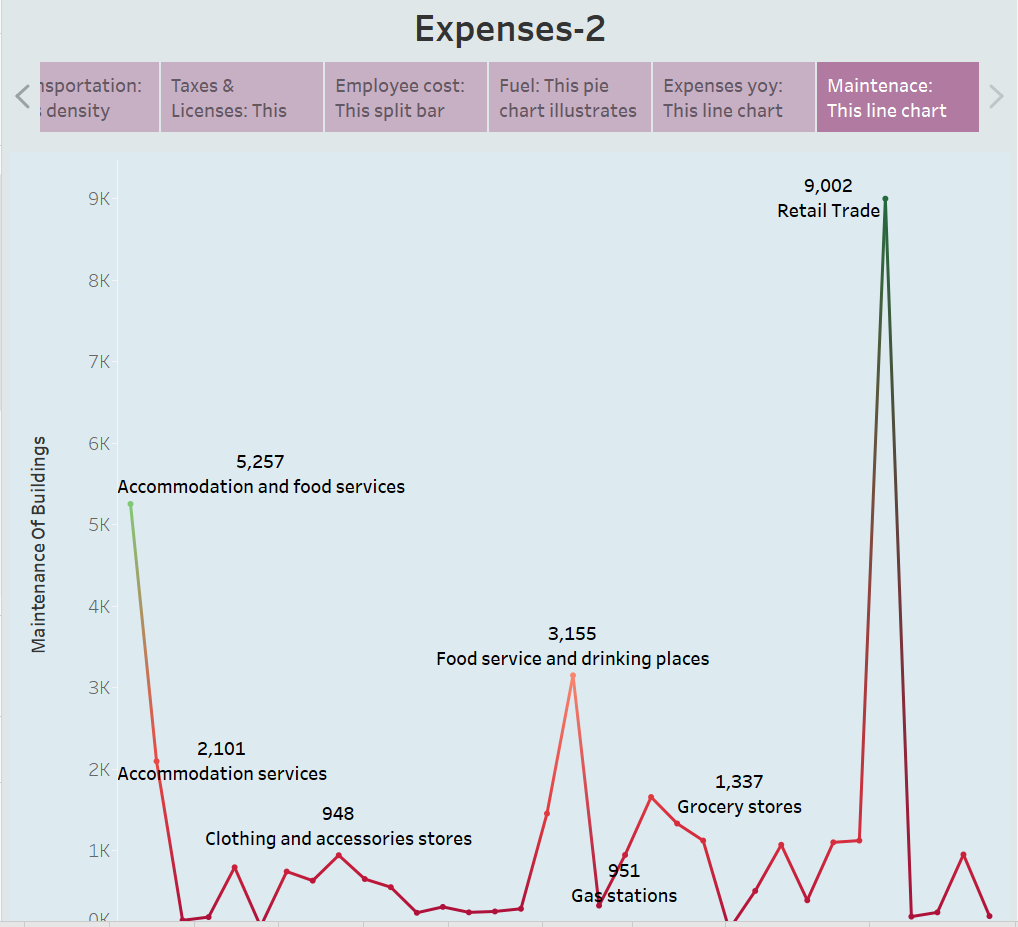 Expenses-2
nsportation:
density
Taxes &
Licenses: This
Employee cost:
This split bar
Fuel: This pie
chart illustrates
Expenses yoy:
This line chart
Maintenace:
This line chart
Maintenance Of Buildings
9K
8K
7K
6K
5K
4K
3K
2K
1K
0K
9,002
Retail Trade
5,257
Accommodation and food services
3,155
Food service and drinking places
2,101
Accommodation services
1,337
Grocery stores
948
Clothing and accessories stores
951
Gas stations